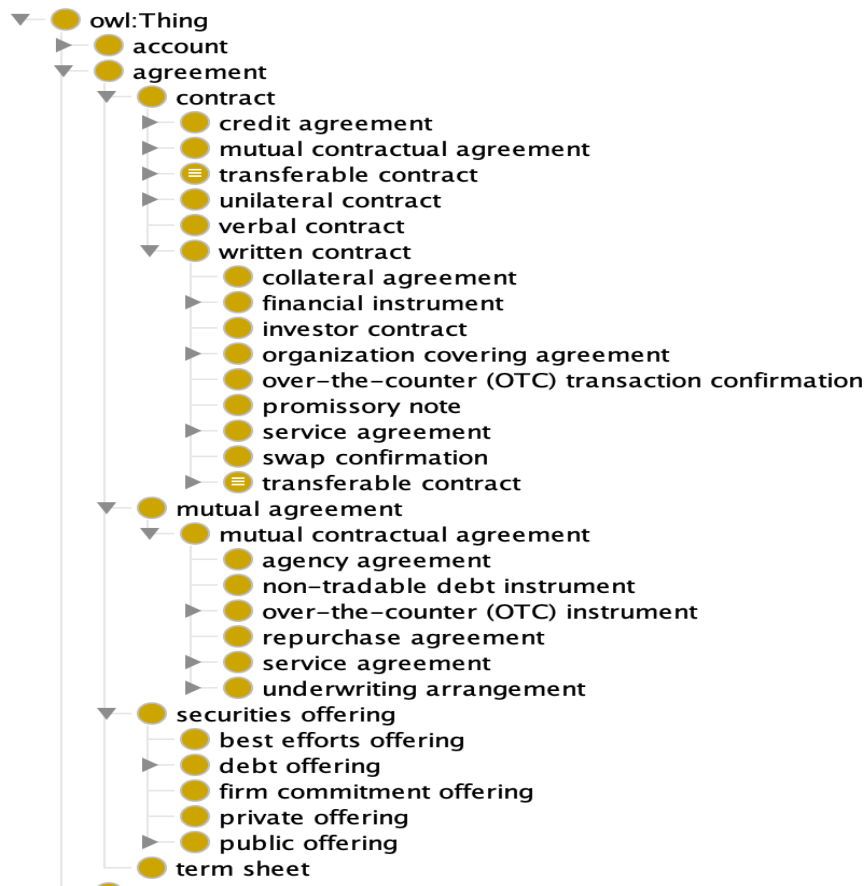 owl:Thing
account
agreement
contract
credit agreement
mutual contractual agreement
transferable contract
unilateral contract
verbal contract
written contract
collateral agreement
financial instrument
investor contract
organization covering agreement
over-the-counter (OTC) transaction confirmation
promissory note
service agreement
swap confirmation
transferable contract
mutual agreement
mutual contractual agreement
agency agreement
non-tradable debt instrument
over-the-counter (OTC) instrument
repurchase agreement
service agreement
underwriting arrangement
securities offering
best efforts offering
debt offering
firm commitment offering
private offering
public offering
term sheet